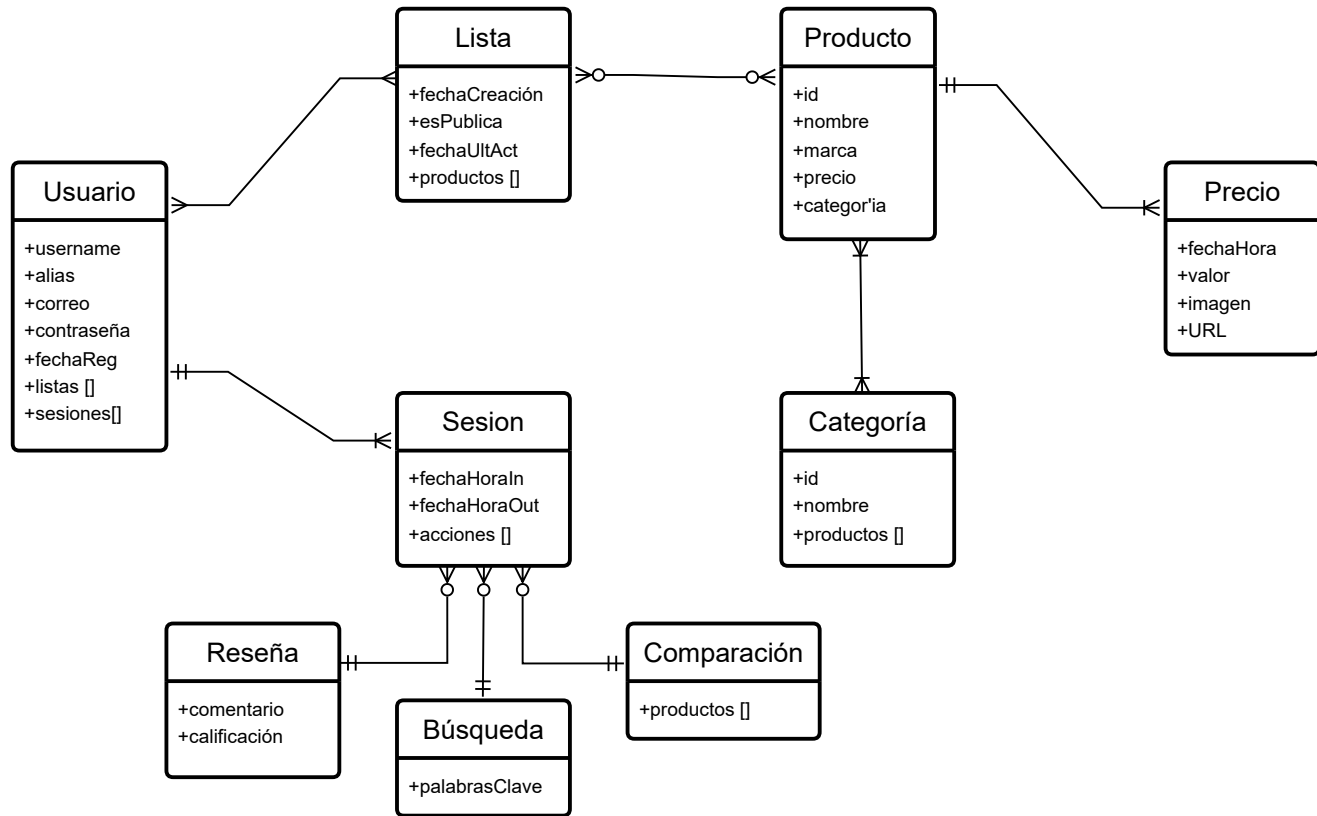 Lista
+fechaCreación
+esPublica
+fechaUltAct
+productos []
Producto
+id
+nombre
+marca
+precio
+categor'ia
Usuario
+username
+alias
+correo
+contraseña
+fechaReg
+listas []
+sesiones[]
Precio
+fechaHora
+valor
+imagen
+URL
Sesion
+fechaHoraIn
+fechaHoraOut
+acciones []
Categoría
+id
+nombre
+productos []
Reseña
+comentario
+calificación
Búsqueda
+palabrasClave
Comparación
+productos []